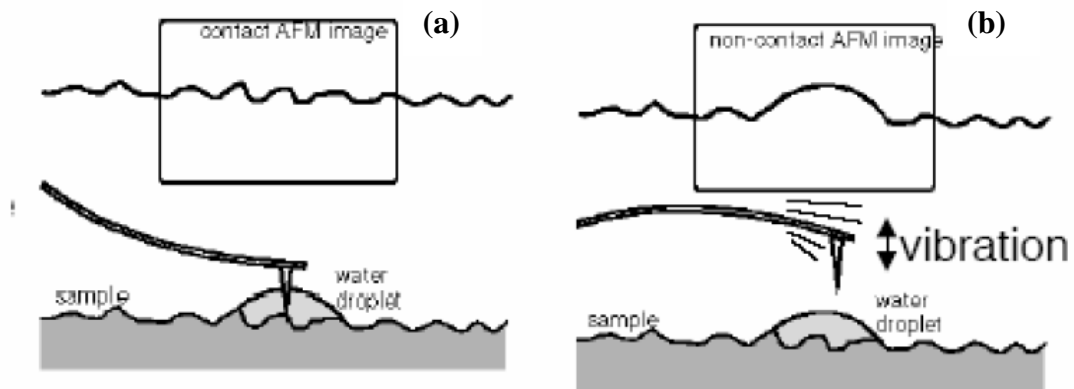 contact AFM image
(a)
sample
water
droplet
non-contact AFM image
(b)
vibration
sample
water
droplet